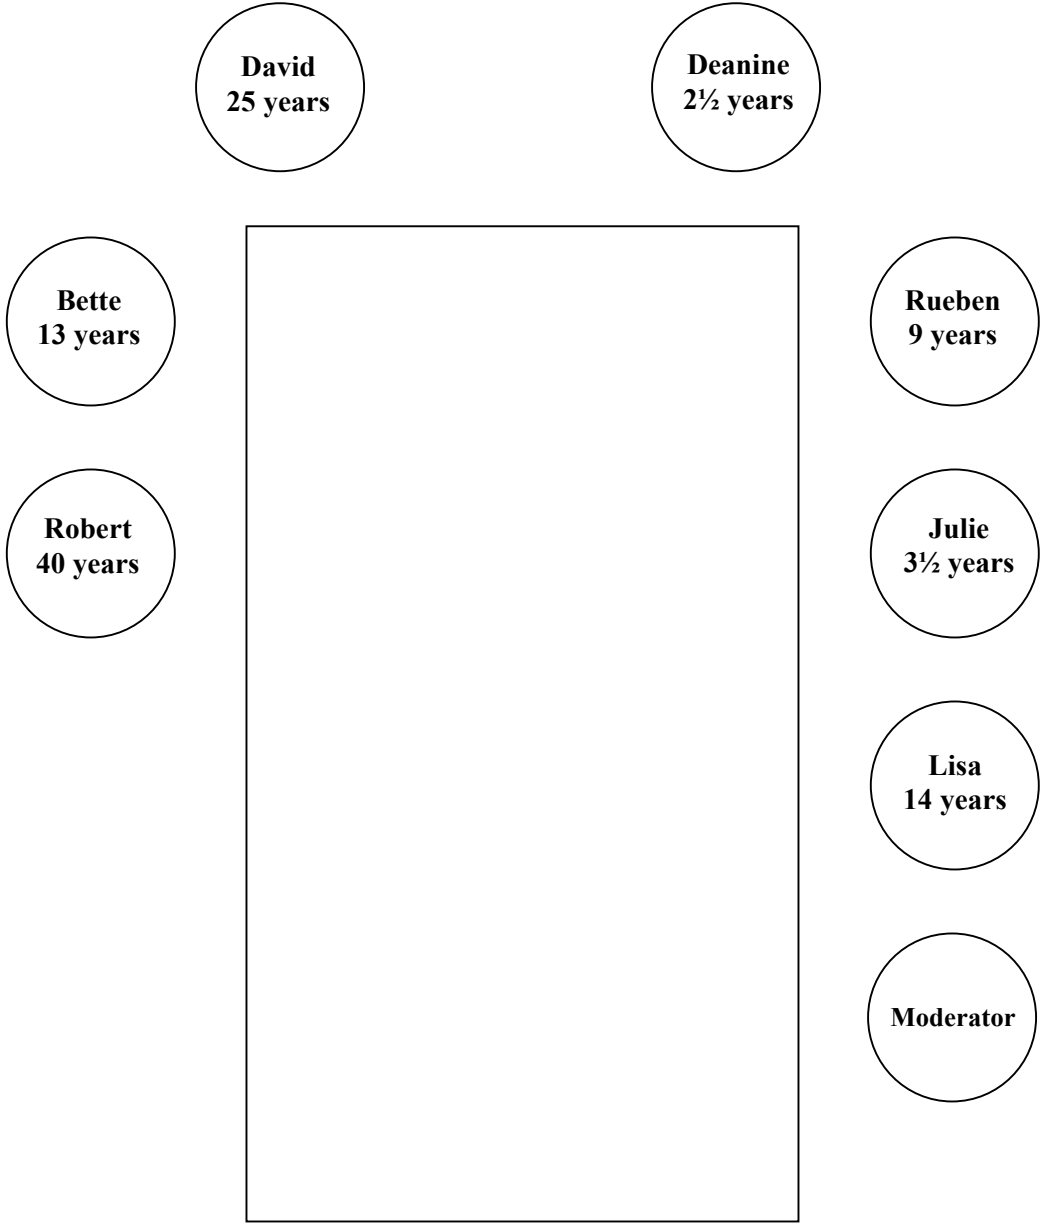 David
25 years
Deanine
2½ years
Bette
13 years
Rueben
9 years
Robert
40 years
Julie
3½ years
Lisa
14 years
Moderator